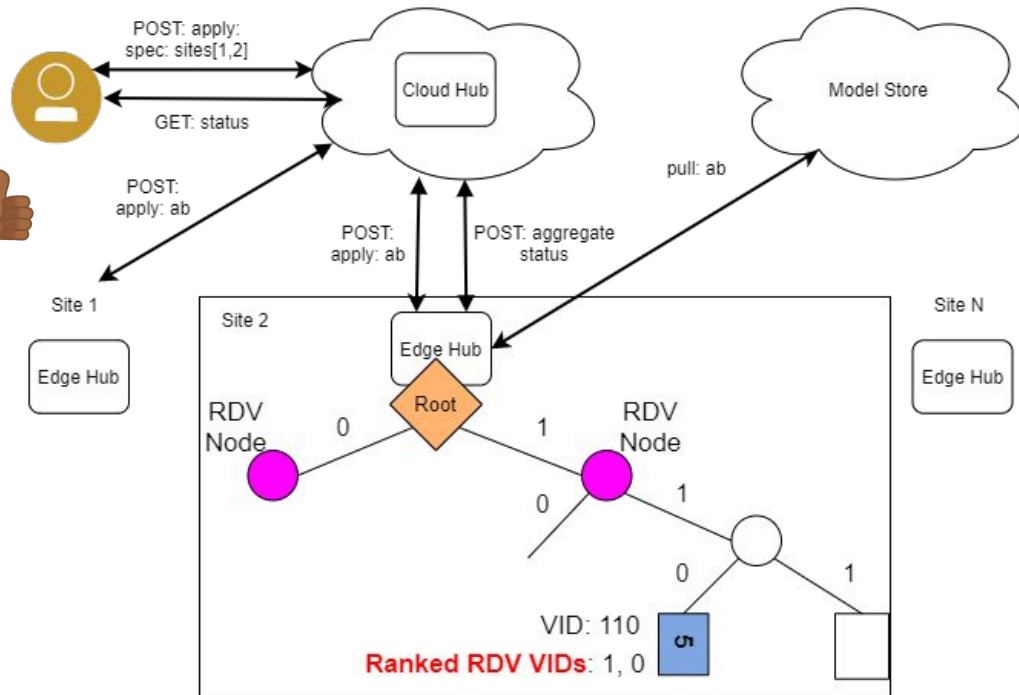 POST: apply:
spec: sites[1,2]
GET: status
Cloud Hub
Model Store
POST:
apply: ab
pull: ab
POST:
apply: ab
POST: aggregate
status
Site 1
Edge Hub
Site 2
Edge Hub
Root
Site N
Edge Hub
RDV
Node
0
1
RDV
Node
0
1
0
1
VID: 110
Ranked RDV VIDs: 1, 0
5